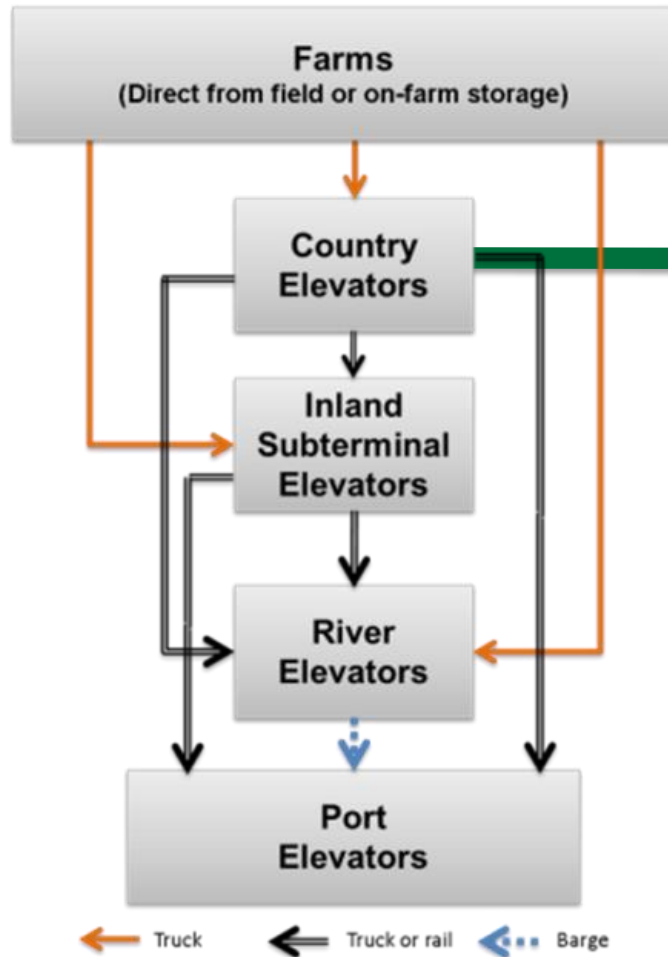 Farms
(Direct from field or on-farm storage)
Country
Elevators
Inland
Subterminal
Elevators
River
Elevators
Port
Elevators
Truck
Truck or rail
Barge